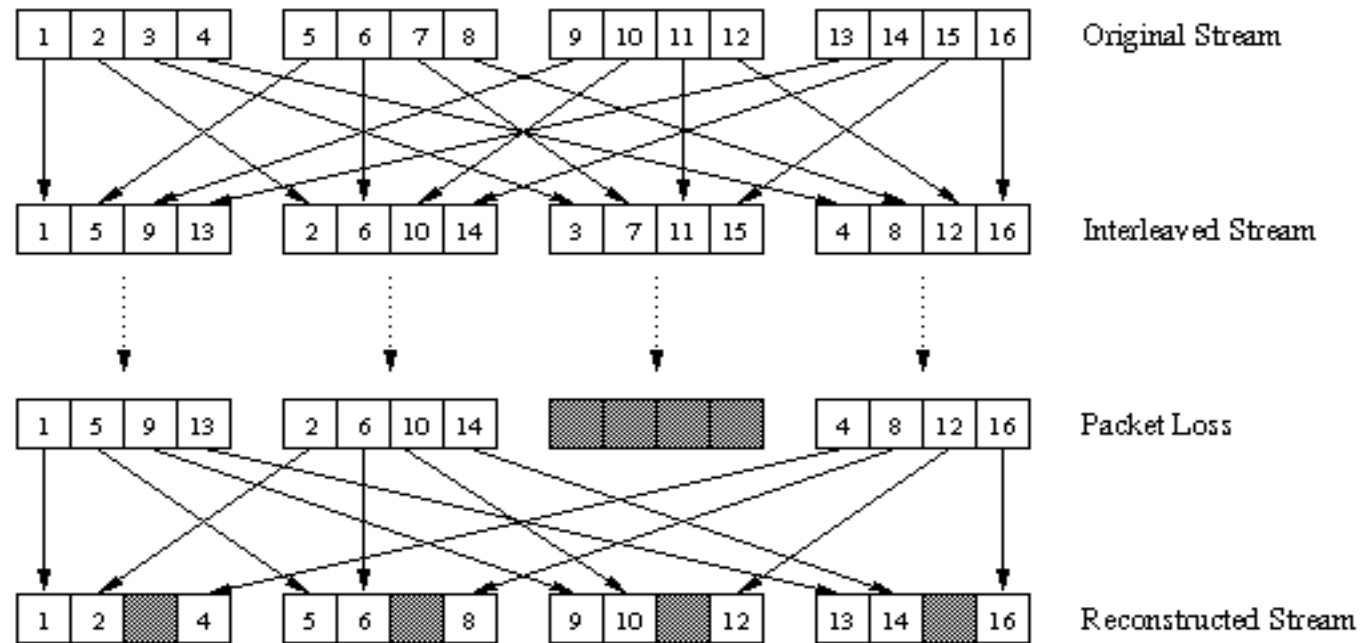 1 2 3 4 5 6 7 8 9 10 11 12 13 14 15 16 Original Stream
1 5 9 13 2 6 10 14 3 7 11 15 4 8 12 16 Interleaved Stream
1 5 9 13 2 6 10 14 4 8 12 16 Packet Loss
1 2 4 5 6 8 9 10 12 13 14 16 Reconstructed Stream